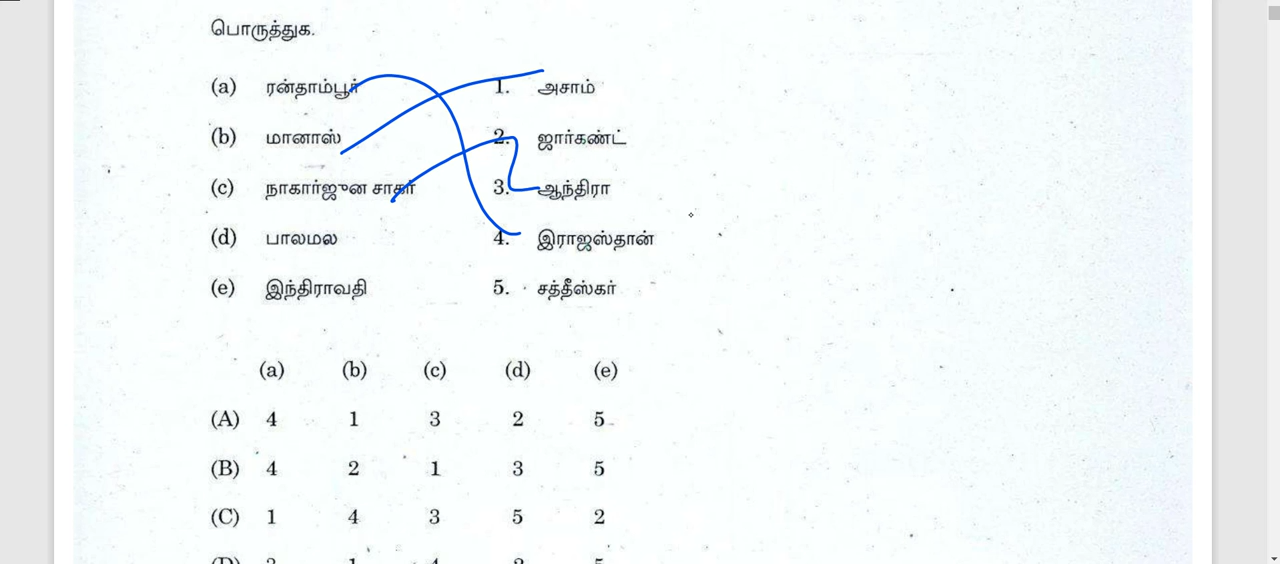 பொருத்துக.
(a) ரன்தாம்பூர் 1. அசாம்
(b) மானாஸ் 2. ஜார்கண்ட்
(c) நாகார்ஜுன சாகர் 3. ஆந்திரா
(d) பாலமல 4. இராஜஸ்தான்
(e) இந்திராவதி 5. சத்தீஸ்கர்
(a) (b) (c) (d) (e)
(A) 4 1 3 2 5
(B) 4 2 1 3 5
(C) 1 4 3 5 2